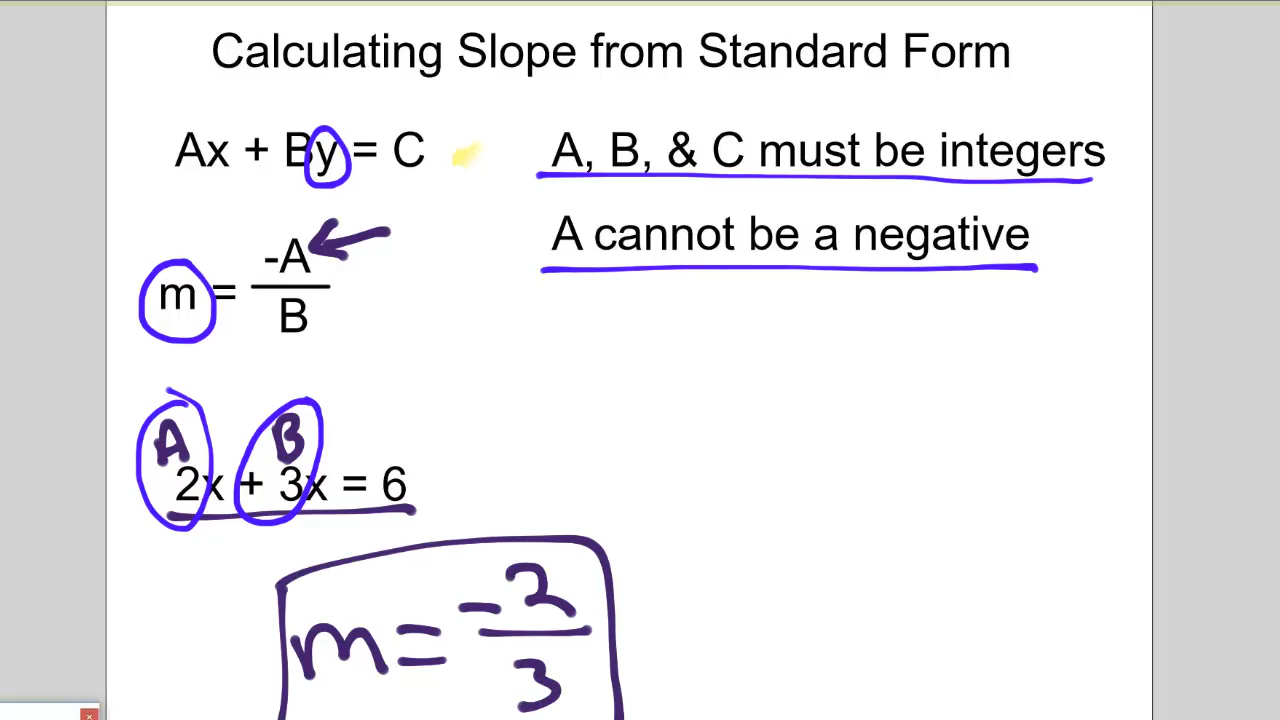 Calculating Slope from Standard Form
Ax + By = C
A, B, & C must be integers
A cannot be a negative
m = -A
B
A B
2x + 3x = 6
m = -2
3